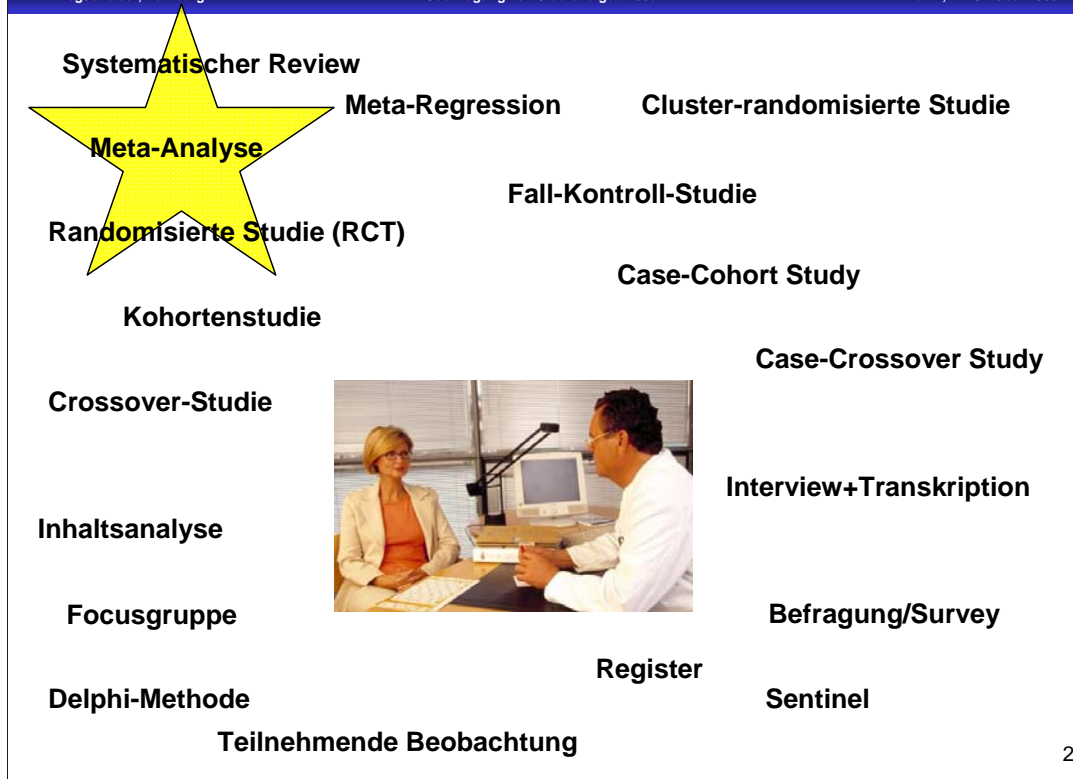 Systematischer Review
Meta-Regression
Cluster-randomisierte Studie
Meta-Analyse
Fall-Kontroll-Studie
Randomisierte Studie (RCT)
Case-Cohort Study
Kohortenstudie
Case-Crossover Study
Crossover-Studie
Interview+Transkription
Inhaltsanalyse
Focusgruppe
Befragung/Survey
Register
Delphi-Methode
Sentinel
Teilnehmende Beobachtung
2